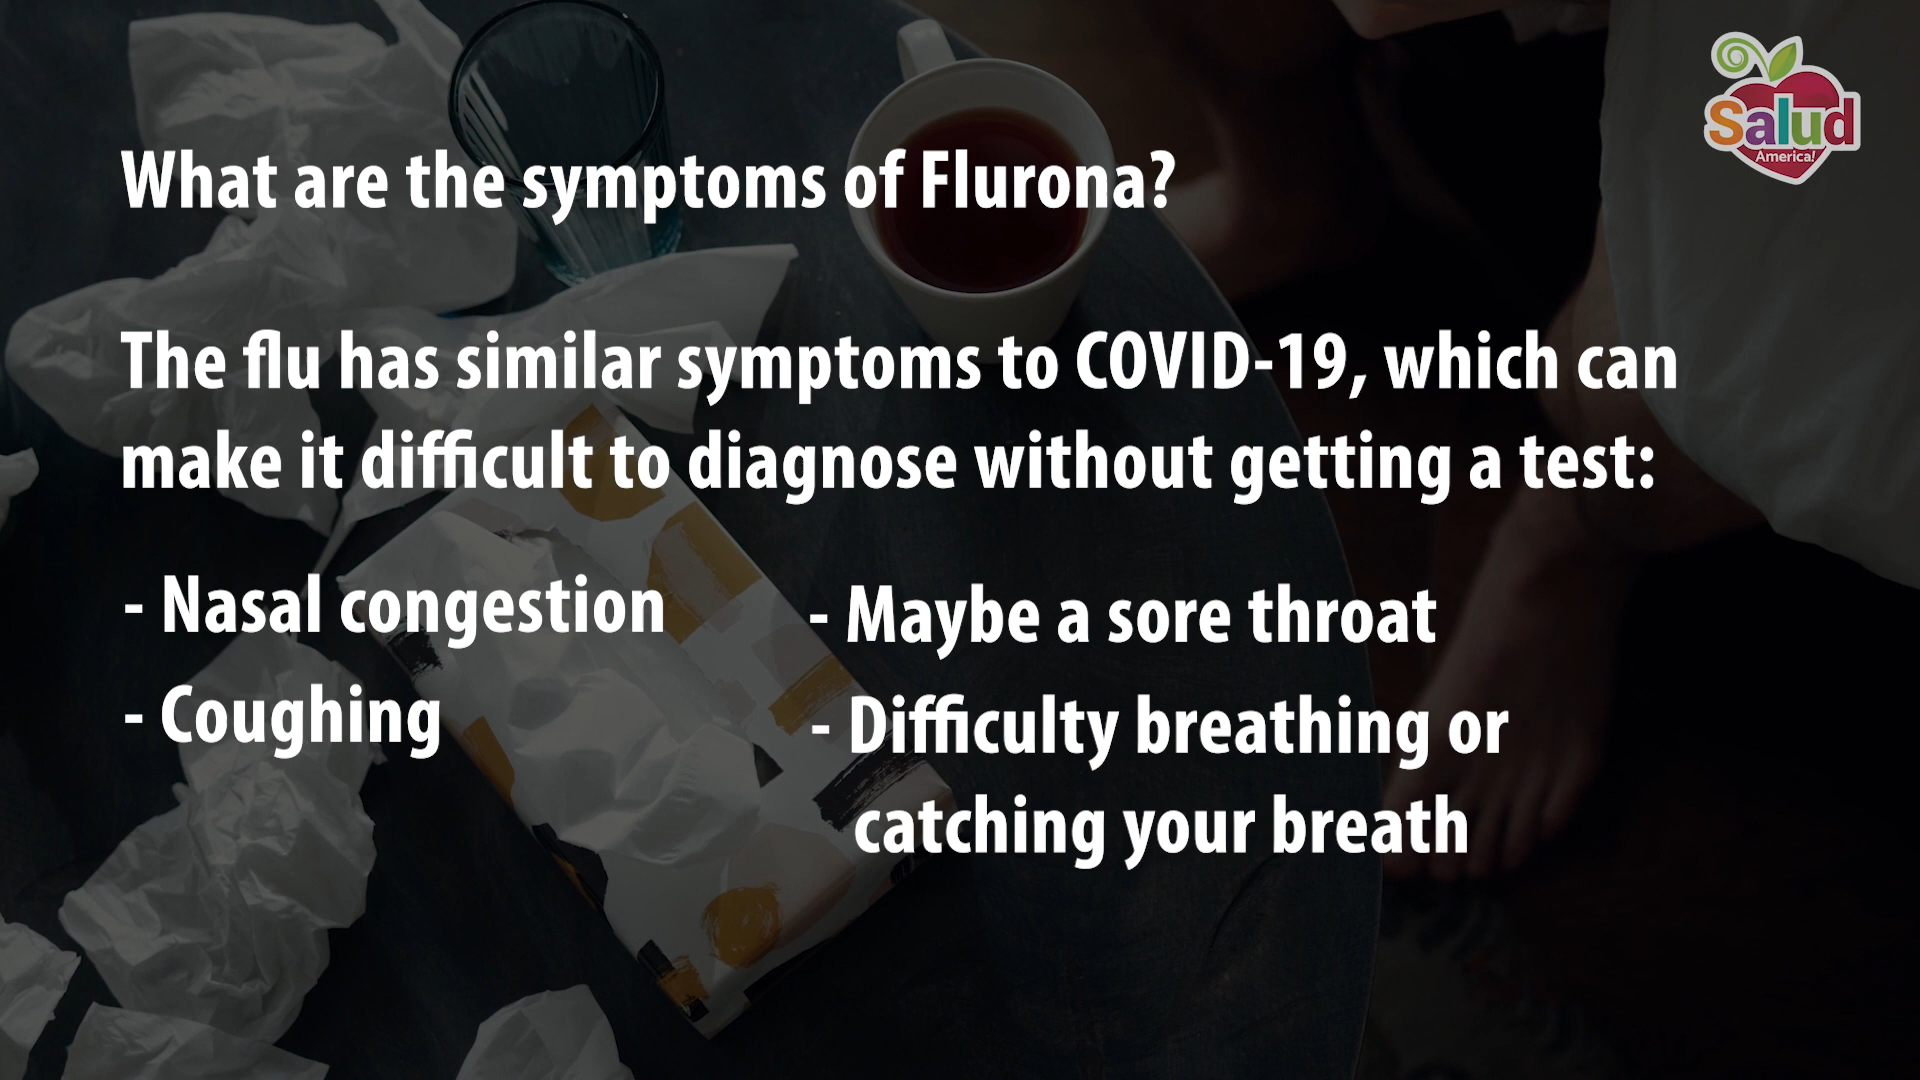 Salud
America!
What are the symptoms of Flurona?
The flu has similar symptoms to COVID-19, which can
make it difficult to diagnose without getting a test:
- Nasal congestion
- Coughing
- Maybe a sore throat
- Difficulty breathing or
catching your breath